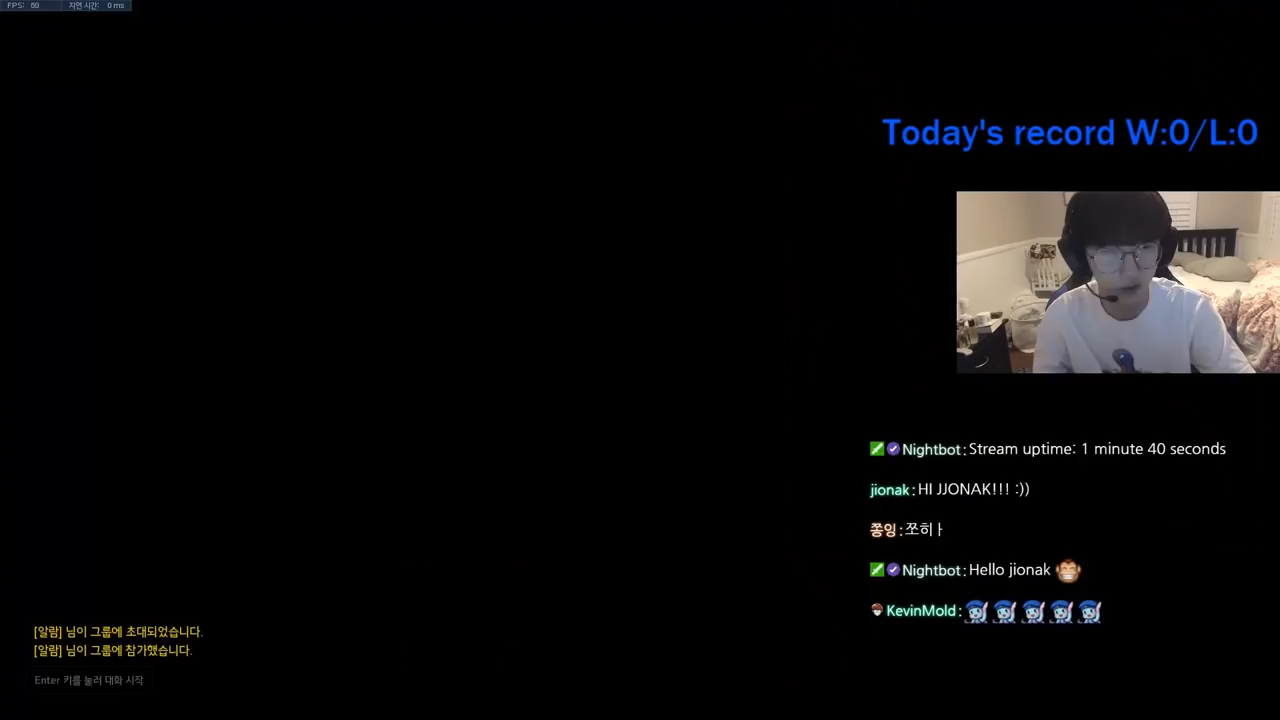 FPS: 60 지연 시간: 0 ms
Today's record W:0/L:0
Nightbot: Stream uptime: 1 minute 40 seconds
jionak: HI JJONAK!!! :))
쫑잉: 쪼히ㅏ
Nightbot: Hello jionak
KevinMold:
[알람] 님이 그룹에 초대되었습니다.
[알람] 님이 그룹에 참가했습니다.
Enter 키를 눌러 대화 시작